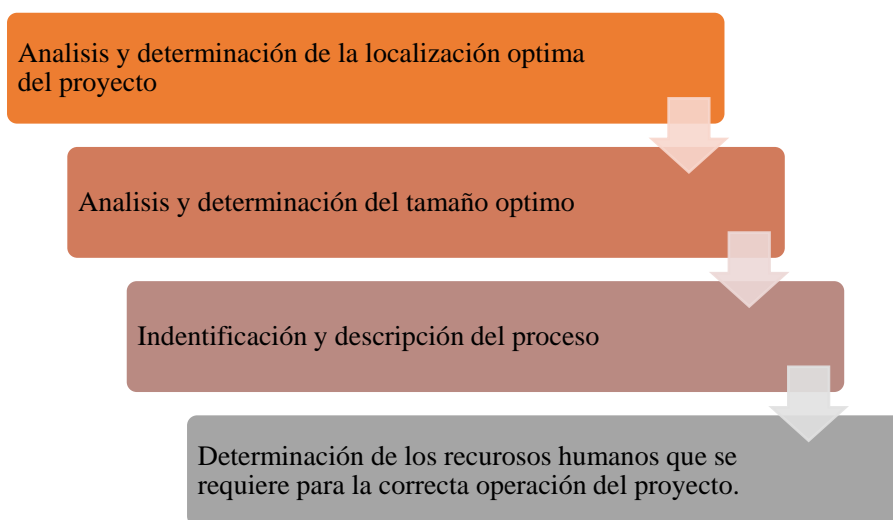 Analisis y determinación de la localización optima
del proyecto
Analisis y determinación del tamaño optimo
Indentificación y descripción del proceso
Determinación de los recurosos humanos que se
requiere para la correcta operación del proyecto.